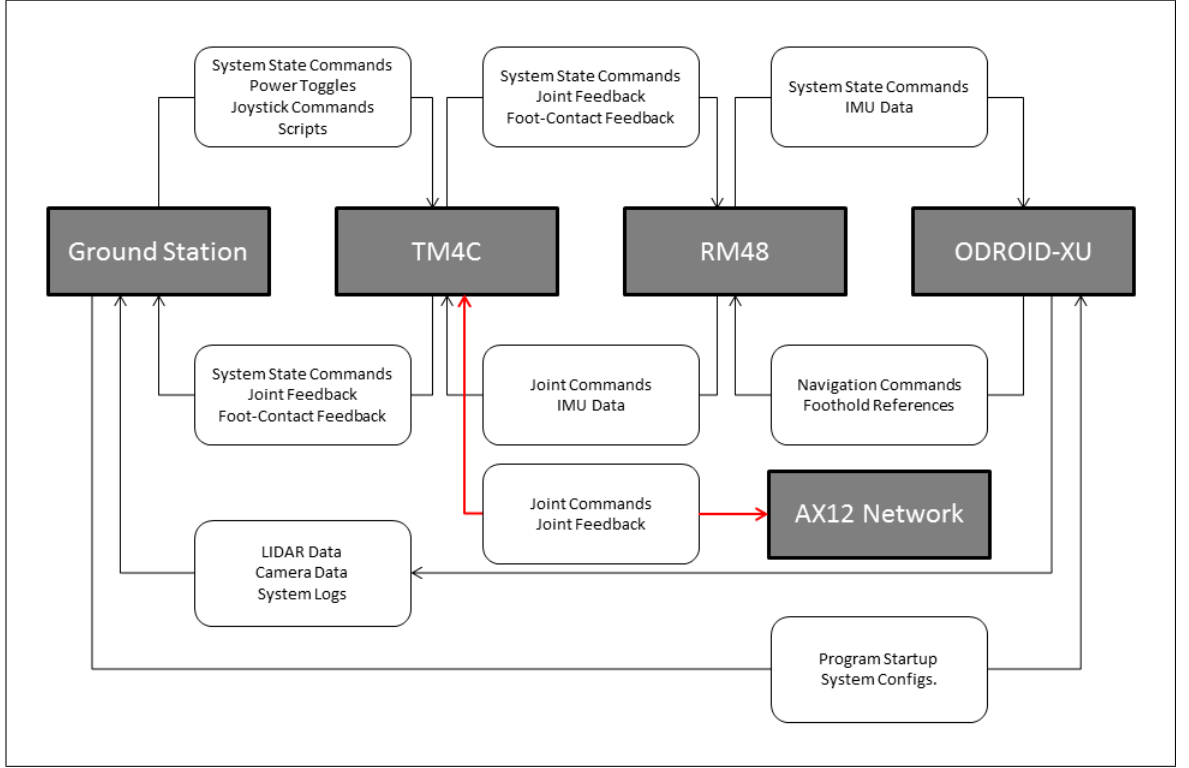 System State Commands
Power Toggles
Joystick Commands
Scripts
System State Commands
Joint Feedback
Foot-Contact Feedback
System State Commands
IMU Data
Ground Station
TM4C
RM48
ODROID-XU
System State Commands
Joint Feedback
Foot-Contact Feedback
Joint Commands
IMU Data
Navigation Commands
Foothold References
Joint Commands
Joint Feedback
AX12 Network
LIDAR Data
Camera Data
System Logs
Program Startup
System Configs.